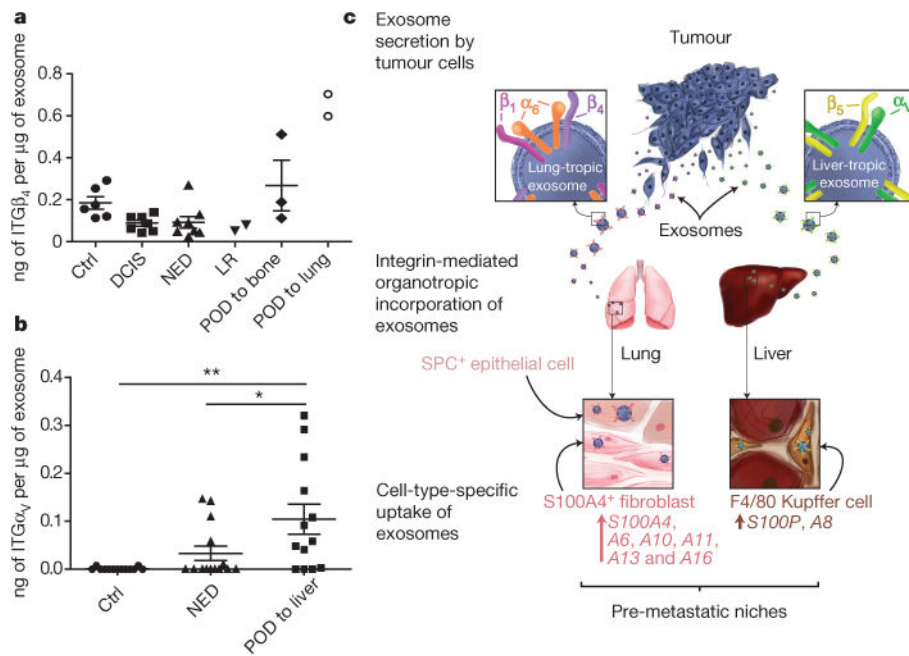 a
ng of ITGβ4 per μg of exosome
0.8
0.6
0.4
0.2
0
Ctrl
DCIS
NED
LR
POD to bone
POD to lung
b
ng of ITGαV per μg of exosome
0.4
0.3
0.2
0.1
0.0
**
*
Ctrl
NED
POD to liver
c
Exosome
secretion by
tumour cells
Tumour
β1
α6
β4
Lung-tropic
exosome
β5
αV
Liver-tropic
exosome
Exosomes
Integrin-mediated
organotropic
incorporation of
exosomes
Lung
Liver
SPC+ epithelial cell
Cell-type-specific
uptake of
exosomes
S100A4+ fibroblast
S100A4,
A6, A10, A11,
A13 and A16
F4/80 Kupffer cell
S100P, A8
Pre-metastatic niches